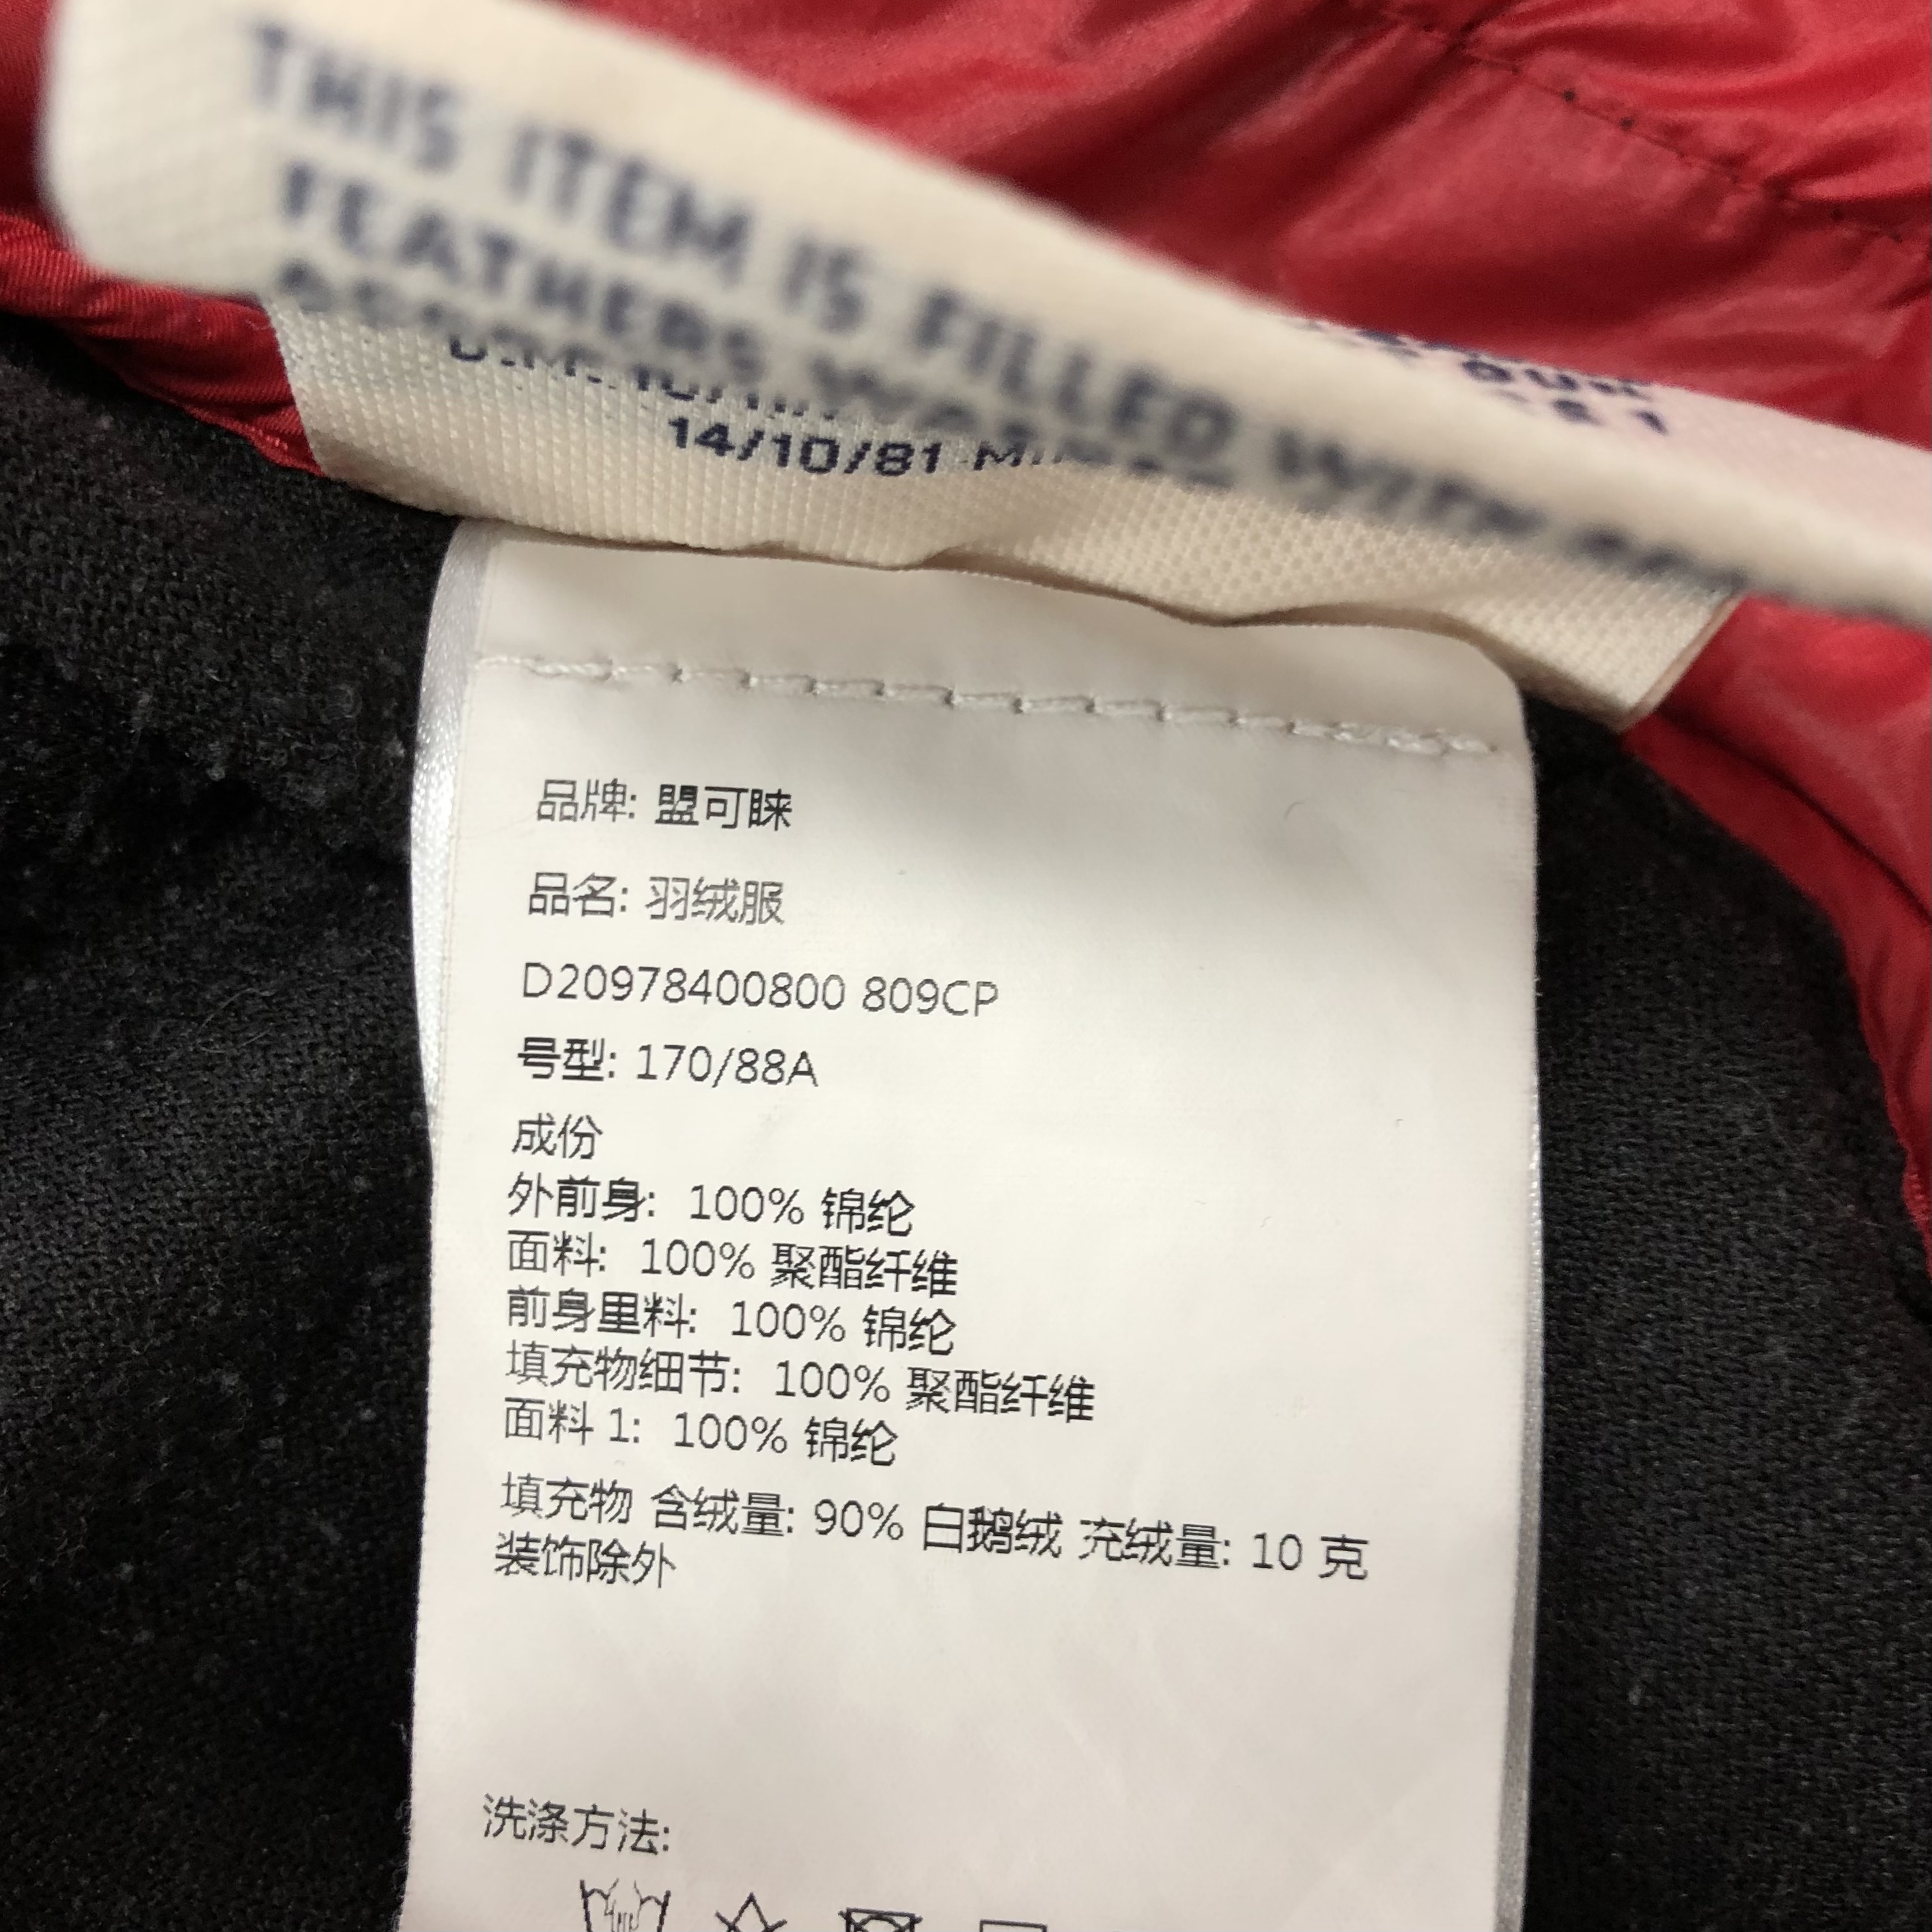 THIS ITEM IS FILLED WITH
FEATHERS
14/10/81
品牌: 盟可睐
品名: 羽绒服
D20978400800 809CP
号型: 170/88A
成份
外前身: 100% 锦纶
面料: 100% 聚酯纤维
前身里料: 100% 锦纶
填充物细节: 100% 聚酯纤维
面料 1: 100% 锦纶
填充物 含绒量: 90% 白鹅绒 充绒量: 10 克
装饰除外
洗涤方法: